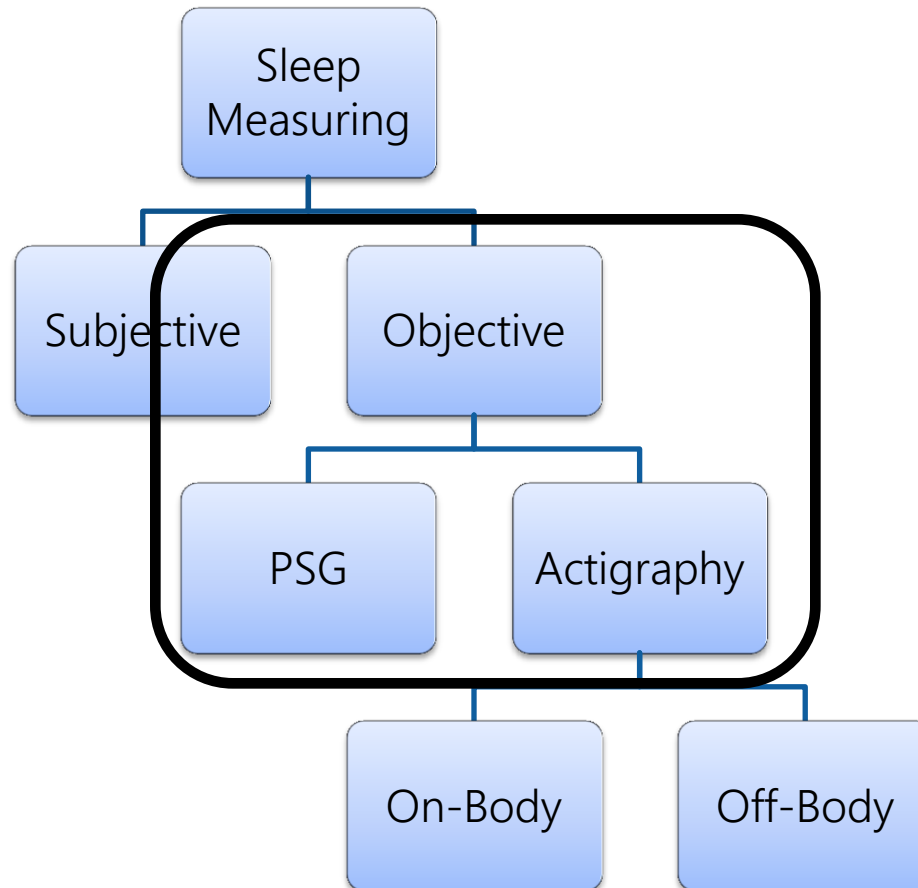 Sleep
Measuring
Subjective
Objective
PSG
Actigraphy
On-Body
Off-Body